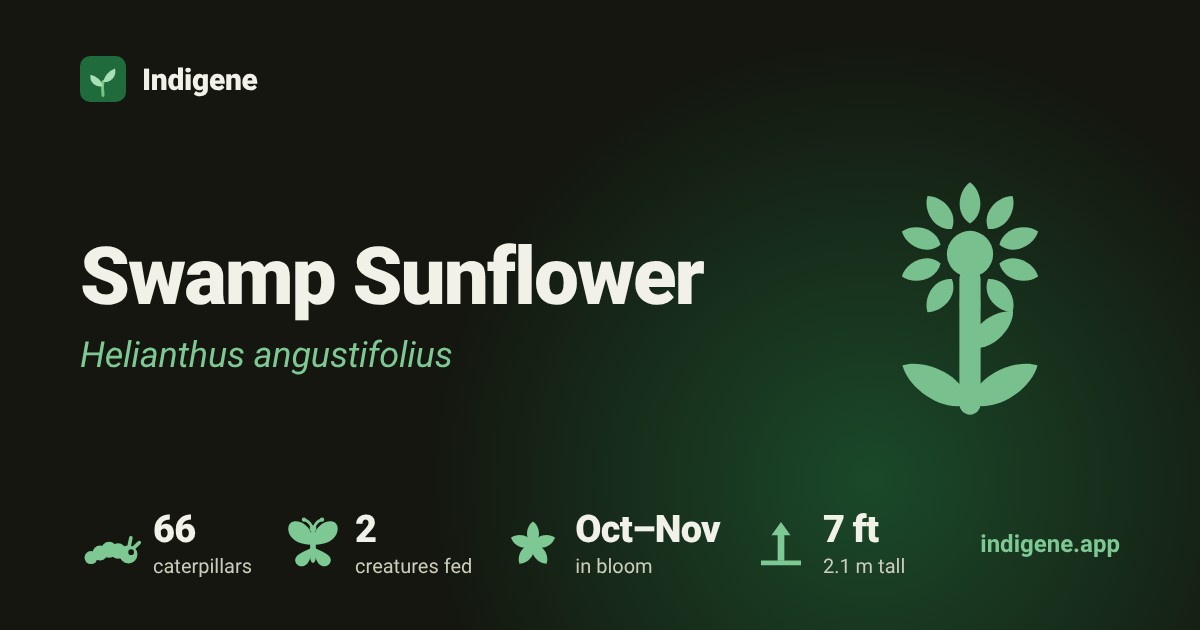 Indigene
Swamp Sunflower
Helianthus angustifolius
66
caterpillars
2
creatures fed
Oct–Nov
in bloom
7 ft
2.1 m tall
indigene.app